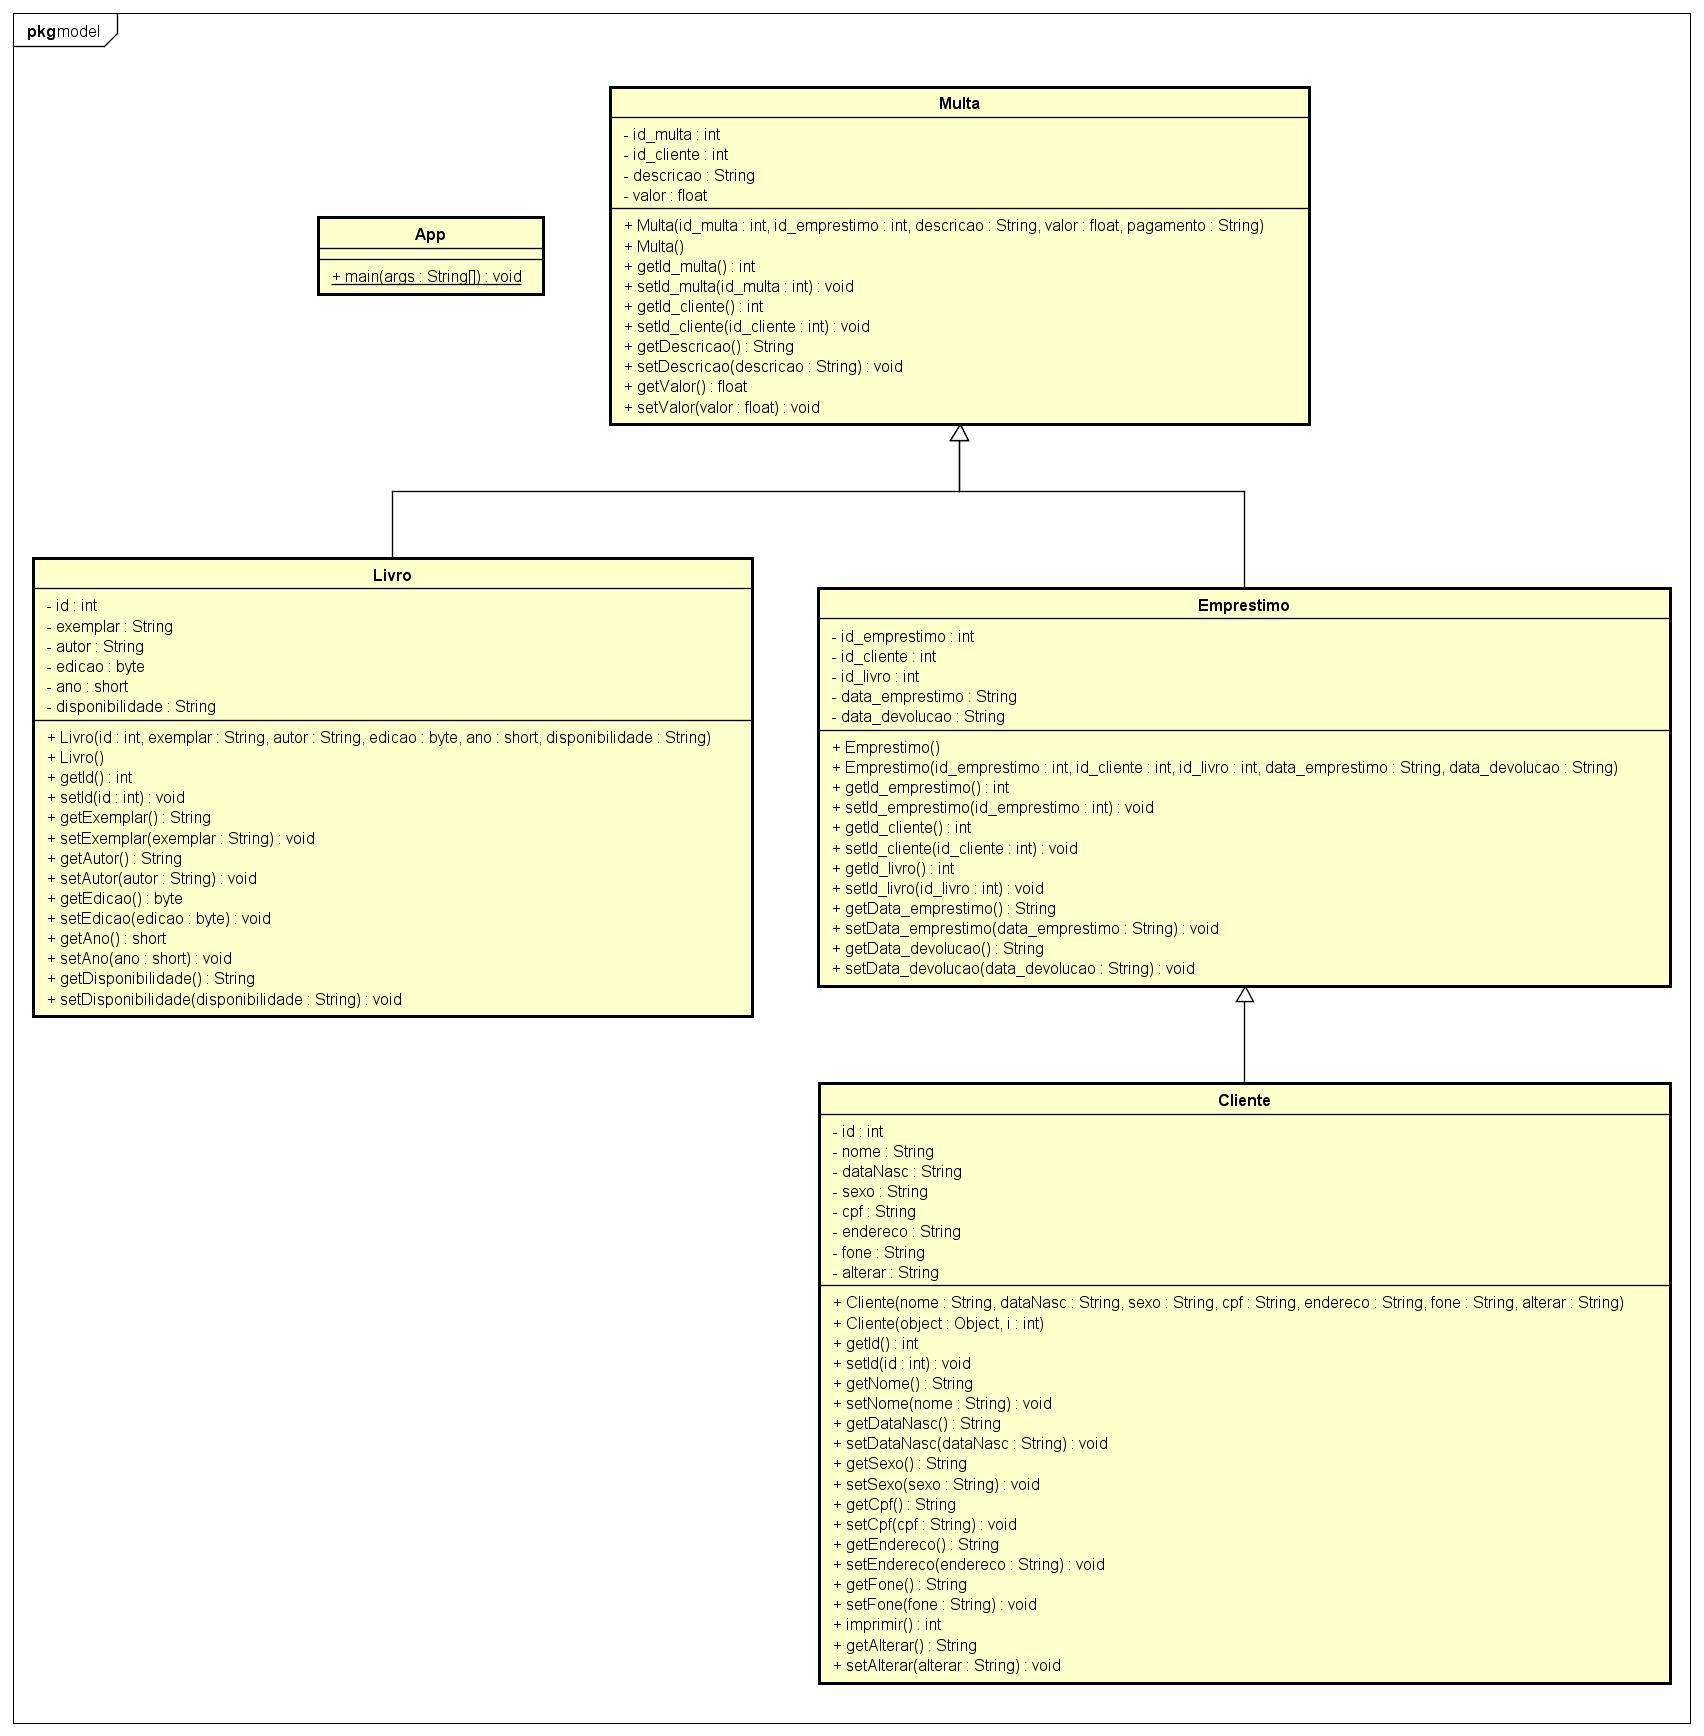 pkg model
Multa
- id_multa : int
- id_cliente : int
- descricao : String
- valor : float
+ Multa(id_multa : int, id_emprestimo : int, descricao : String, valor : float, pagamento : String)
+ Multa()
+ getId_multa() : int
+ setId_multa(id_multa : int) : void
+ getId_cliente() : int
+ setId_cliente(id_cliente : int) : void
+ getDescricao() : String
+ setDescricao(descricao : String) : void
+ getValor() : float
+ setValor(valor : float) : void
App
+ main(args : String[]) : void
Livro
- id : int
- exemplar : String
- autor : String
- edicao : byte
- ano : short
- disponibilidade : String
+ Livro(id : int, exemplar : String, autor : String, edicao : byte, ano : short, disponibilidade : String)
+ Livro()
+ getId() : int
+ setId(id : int) : void
+ getExemplar() : String
+ setExemplar(exemplar : String) : void
+ getAutor() : String
+ setAutor(autor : String) : void
+ getEdicao() : byte
+ setEdicao(edicao : byte) : void
+ getAno() : short
+ setAno(ano : short) : void
+ getDisponibilidade() : String
+ setDisponibilidade(disponibilidade : String) : void
Emprestimo
- id_emprestimo : int
- id_cliente : int
- id_livro : int
- data_emprestimo : String
- data_devolucao : String
+ Emprestimo()
+ Emprestimo(id_emprestimo : int, id_cliente : int, id_livro : int, data_emprestimo : String, data_devolucao : String)
+ getId_emprestimo() : int
+ setId_emprestimo(id_emprestimo : int) : void
+ getId_cliente() : int
+ setId_cliente(id_cliente : int) : void
+ getId_livro() : int
+ setId_livro(id_livro : int) : void
+ getData_emprestimo() : String
+ setData_emprestimo(data_emprestimo : String) : void
+ getData_devolucao() : String
+ setData_devolucao(data_devolucao : String) : void
Cliente
- id : int
- nome : String
- dataNasc : String
- sexo : String
- cpf : String
- endereco : String
- fone : String
- alterar : String
+ Cliente(nome : String, dataNasc : String, sexo : String, cpf : String, endereco : String, fone : String, alterar : String)
+ Cliente(object : Object, i : int)
+ getId() : int
+ setId(id : int) : void
+ getNome() : String
+ setNome(nome : String) : void
+ getDataNasc() : String
+ setDataNasc(dataNasc : String) : void
+ getSexo() : String
+ setSexo(sexo : String) : void
+ getCpf() : String
+ setCpf(cpf : String) : void
+ getEndereco() : String
+ setEndereco(endereco : String) : void
+ getFone() : String
+ setFone(fone : String) : void
+ imprimir() : int
+ getAlterar() : String
+ setAlterar(alterar : String) : void